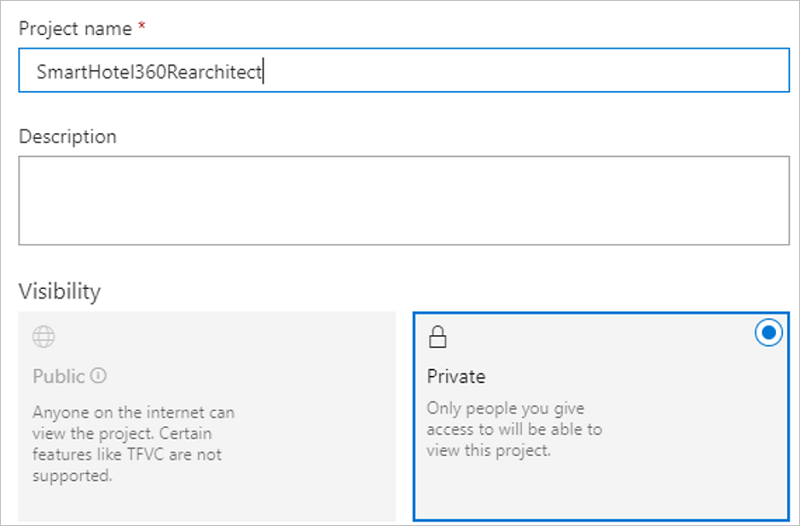 Project name *
SmartHotel360Rearchitect
Description
Visibility
Public
Anyone on the internet can
view the project. Certain
features like TFVC are not
supported.
Private
Only people you give
access to will be able to
view this project.